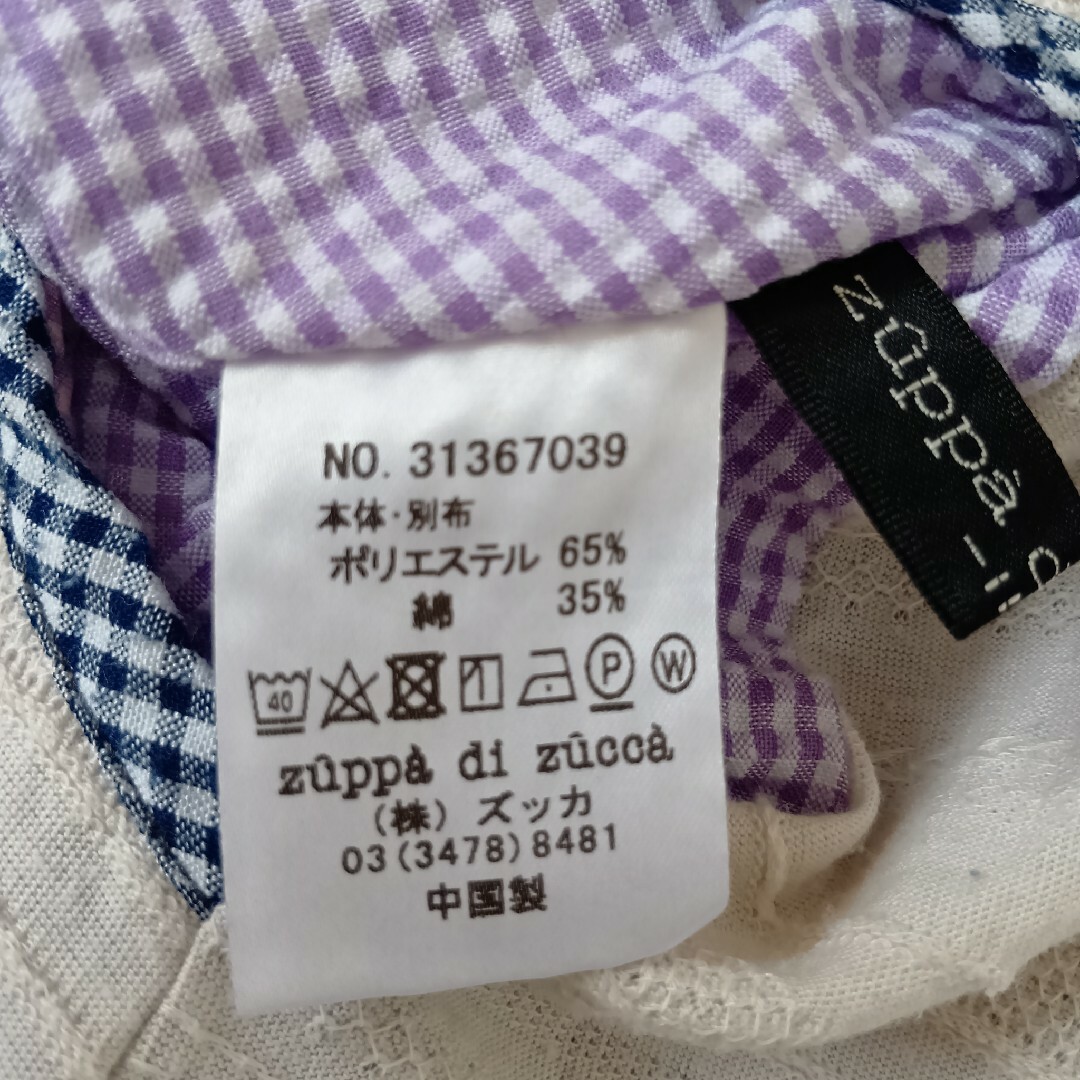 NO. 31367039
本体・別布
ポリエステル 65%
綿 35%
40 P W
zûppà di zûccà
(株) ズッカ
03(3478)8481
中国製
zûppà